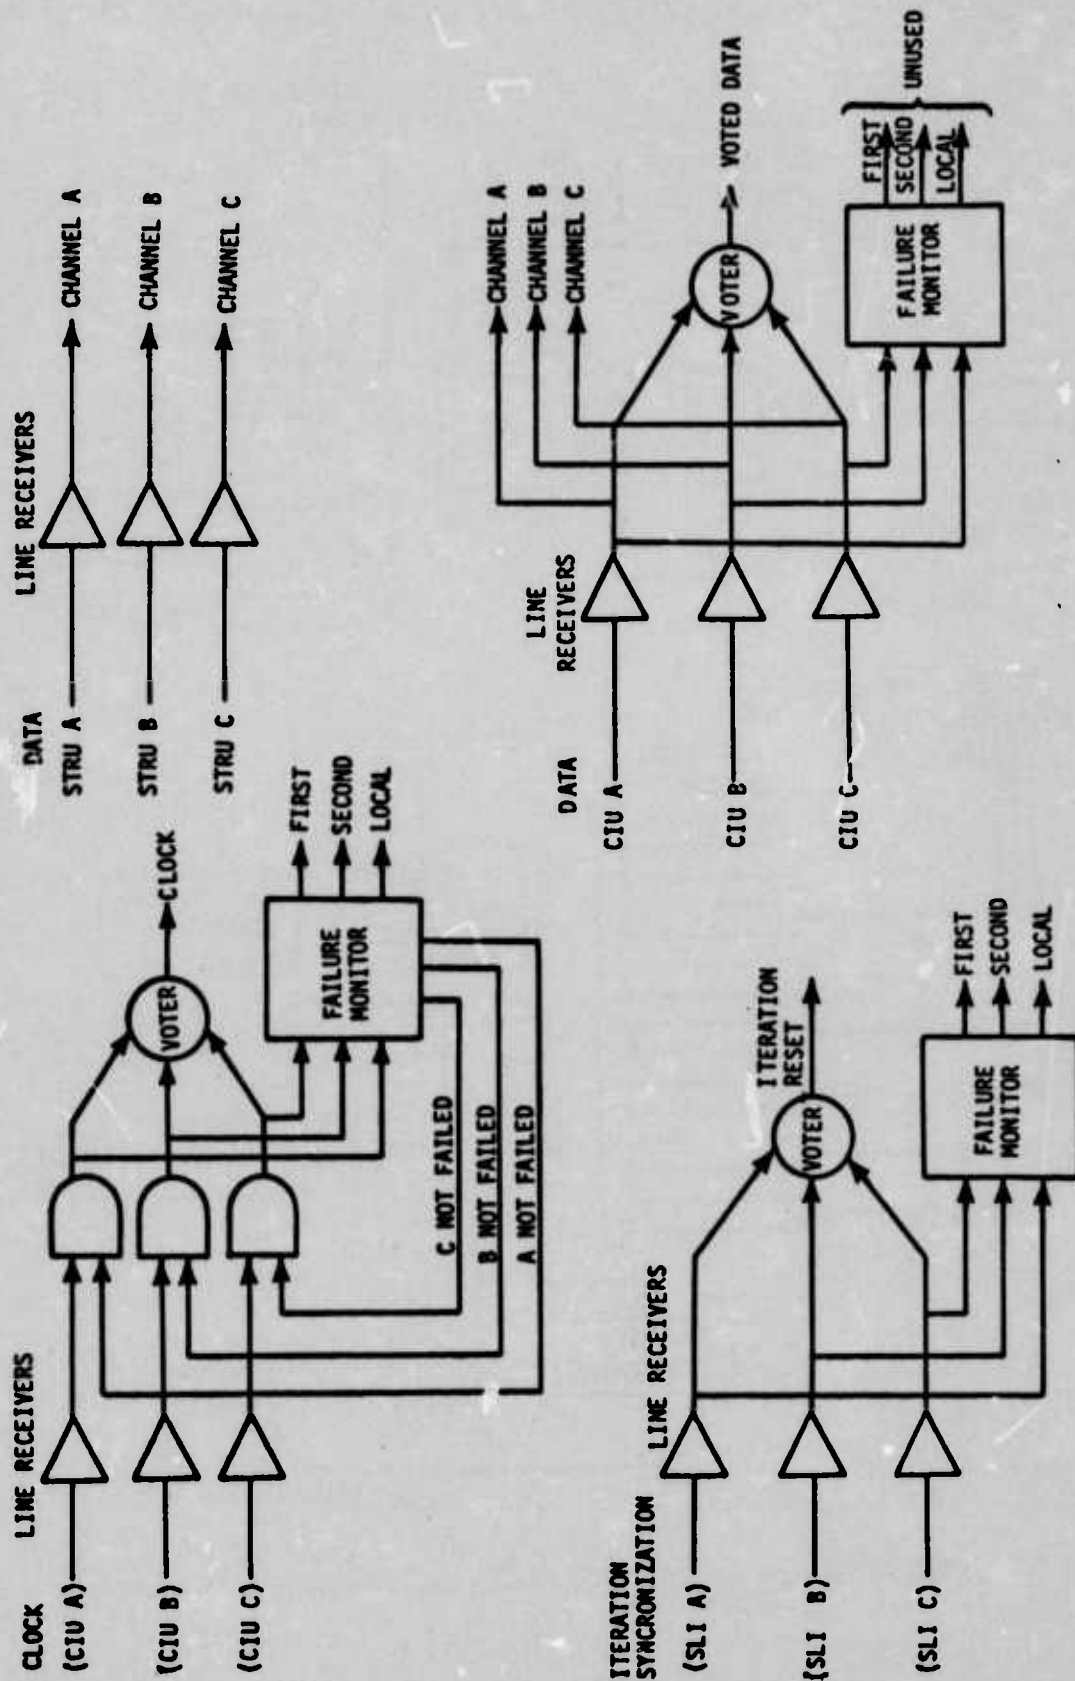 CLOCK
LINE RECEIVERS
(CIU A)
(CIU B)
(CIU C)
VOTER
CLOCK
FAILURE
MONITOR
FIRST
SECOND
LOCAL
C NOT FAILED
B NOT FAILED
A NOT FAILED
DATA
LINE RECEIVERS
STRU A
STRU B
STRU C
CHANNEL A
CHANNEL B
CHANNEL C
ITERATION
SYNCRONIZATION
LINE RECEIVERS
(SLI A)
(SLI B)
(SLI C)
VOTER
ITERATION
RESET
FAILURE
MONITOR
FIRST
SECOND
LOCAL
DATA
LINE
RECEIVERS
CIU A
CIU B
CIU C
CHANNEL A
CHANNEL B
CHANNEL C
VOTER
VOTED DATA
FAILURE
MONITOR
FIRST
SECOND
LOCAL
UNUSED